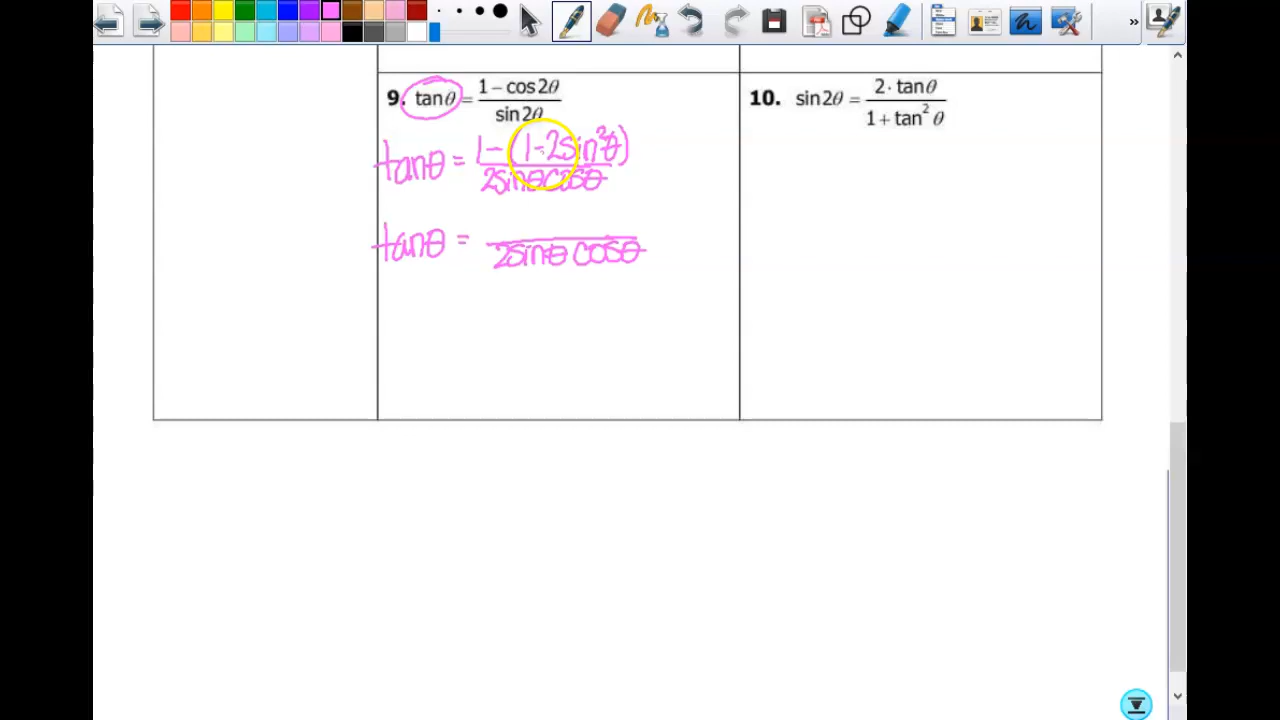 9. tanθ = (1 − cos2θ)/(sin2θ)
tanθ = (1 − (1 - 2sin²θ))/(2sinθcosθ)
tanθ = /(2sinθ cosθ)
10. sin2θ = (2 · tanθ)/(1 + tan² θ)
»